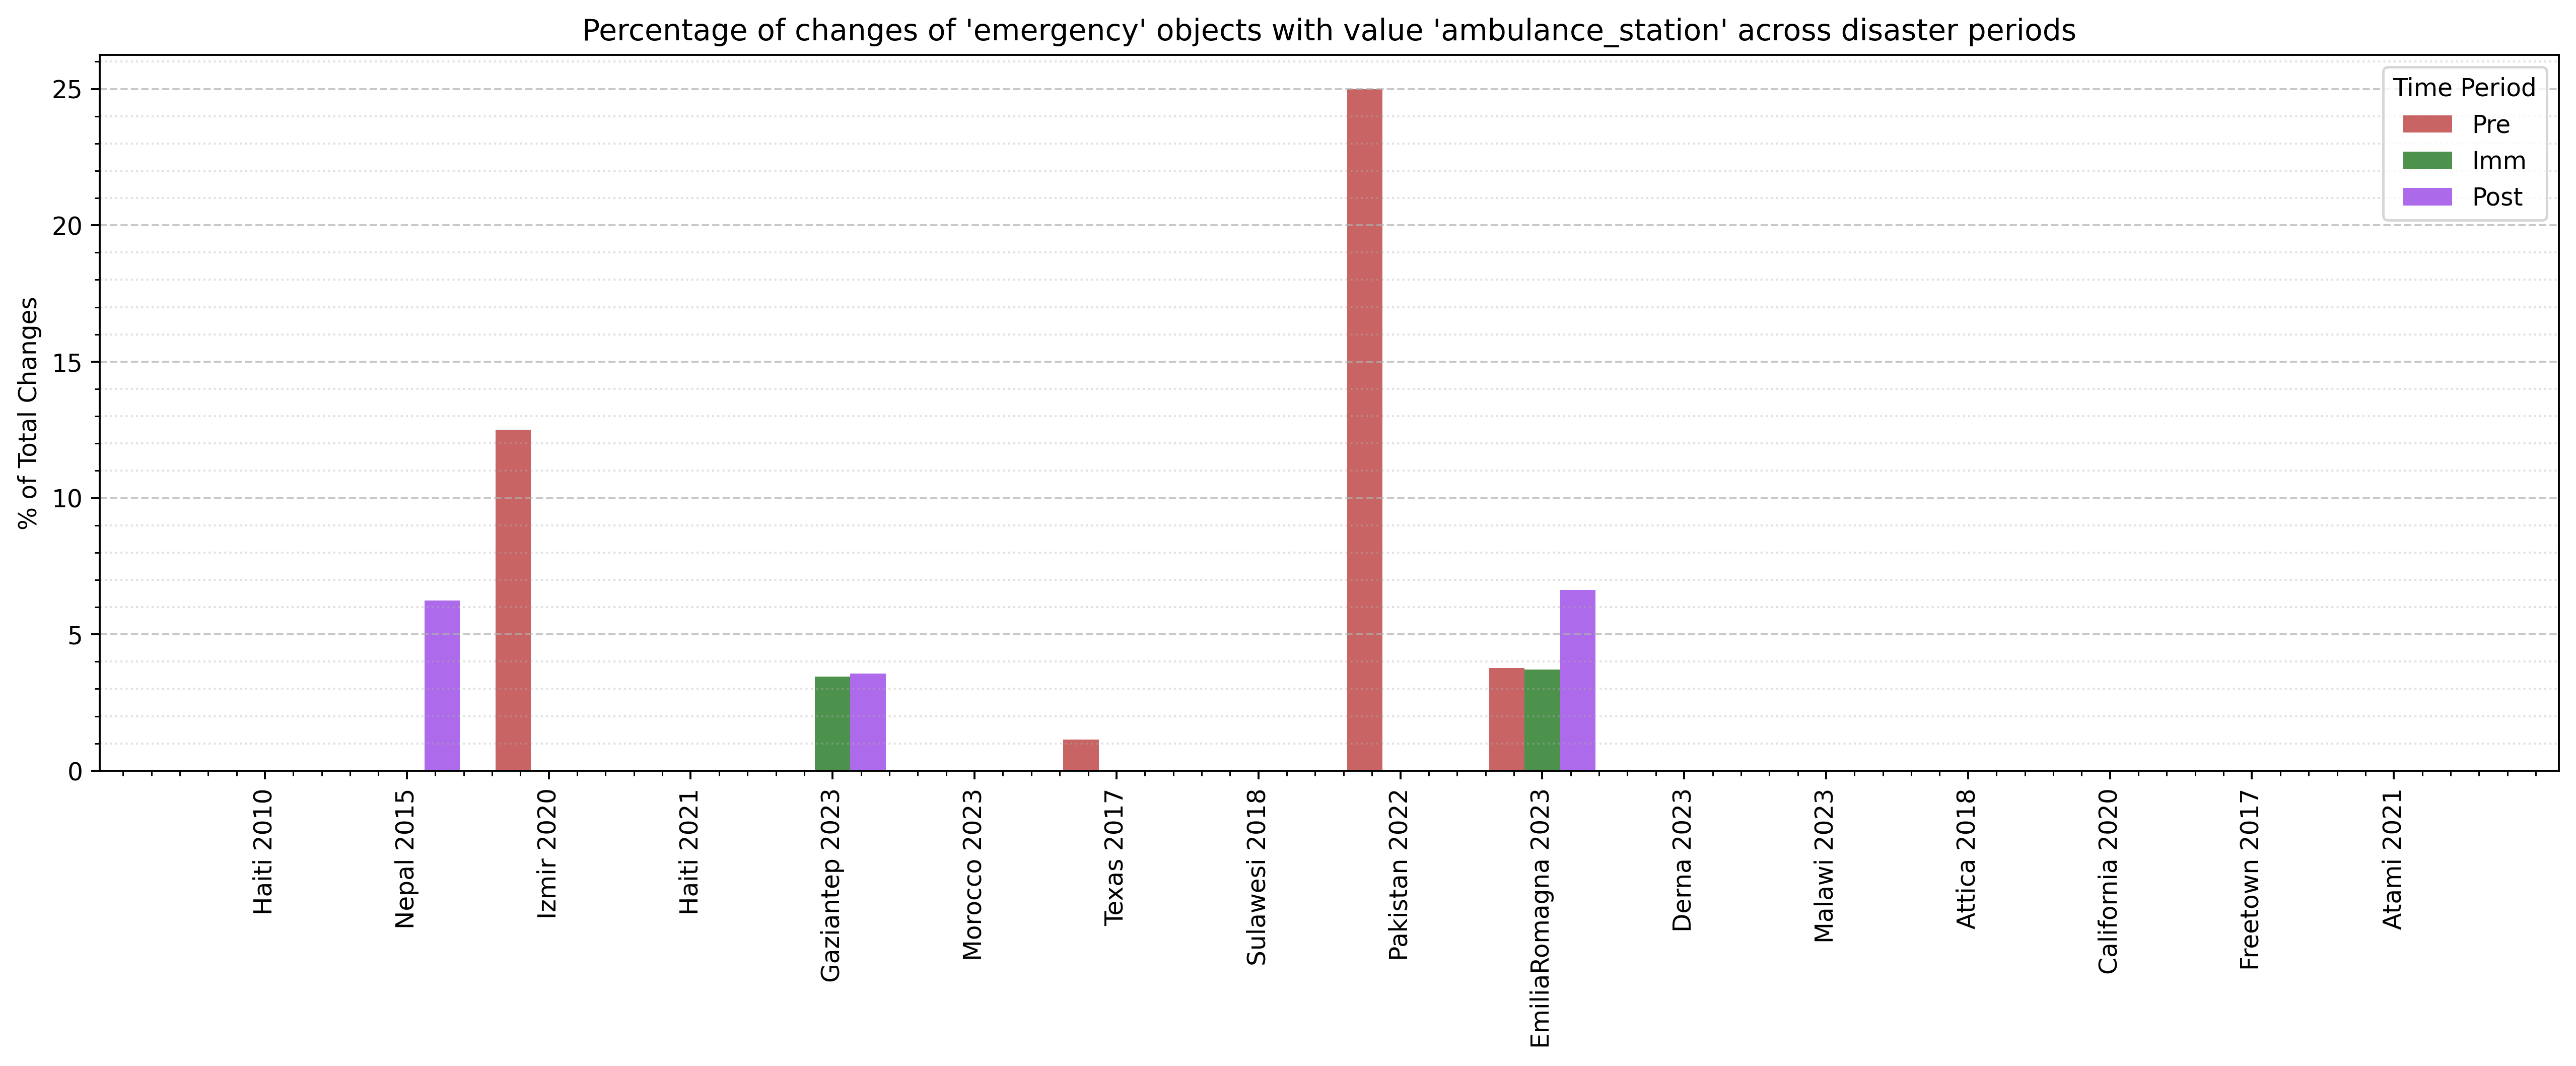 Percentage of changes of 'emergency' objects with value 'ambulance_station' across disaster periods
% of Total Changes
25
20
15
10
5
0
Time Period
Pre
Imm
Post
Haiti 2010
Nepal 2015
Izmir 2020
Haiti 2021
Gaziantep 2023
Morocco 2023
Texas 2017
Sulawesi 2018
Pakistan 2022
EmiliaRomagna 2023
Derna 2023
Malawi 2023
Attica 2018
California 2020
Freetown 2017
Atami 2021